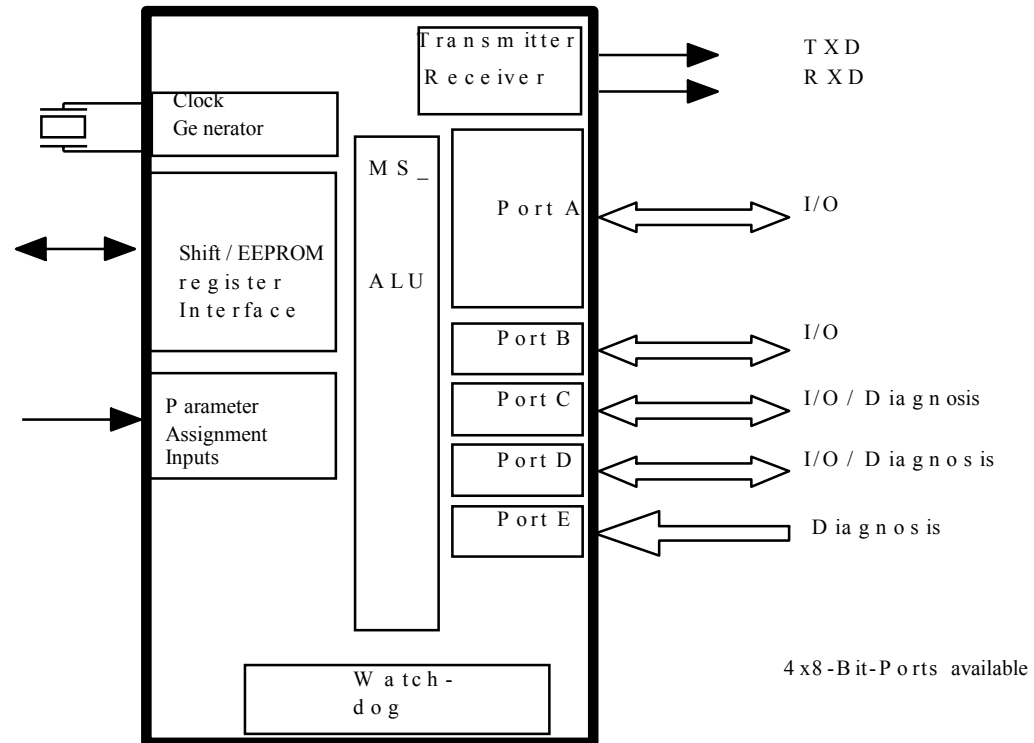 Transmitter
Receiver
TXD
RXD
Clock
Generator
MS_
ALU
Port A
I/O
Shift / EEPROM
register
Interface
Port B
I/O
Port C
I/O / Diagnosis
Parameter
Assignment
Inputs
Port D
I/O / Diagnosis
Port E
Diagnosis
Watch-
dog
4x8-Bit-Ports available